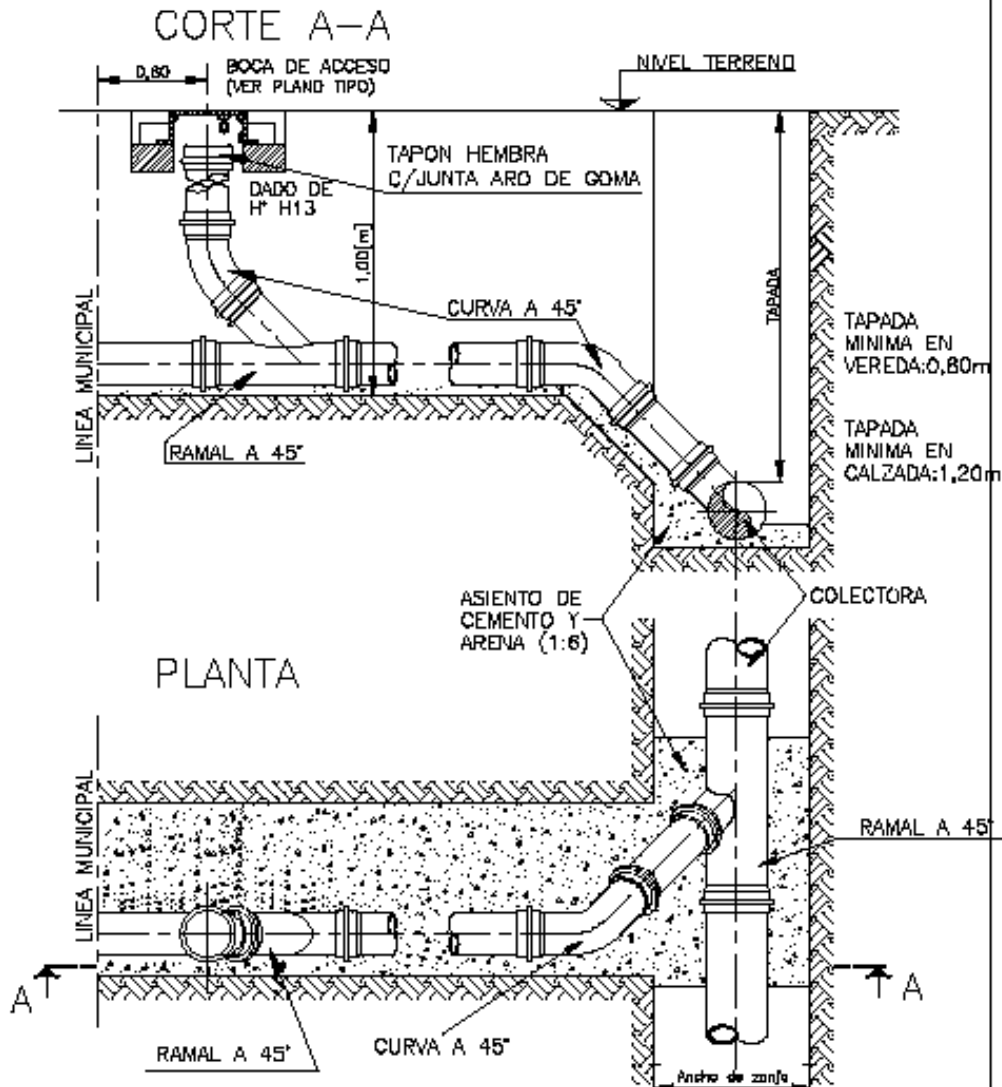 CORTE A-A
0,60
BOCA DE ACCESO
(VER PLANO TIPO)
NIVEL TERRENO
TAPON HEMBRA
C/JUNTA ARO DE GOMA
DADO DE
H° H13
1,00[m]
TAPADA
CURVA A 45°
LINEA MUNICIPAL
RAMAL A 45°
TAPADA
MINIMA EN
VEREDA:0,80m
TAPADA
MINIMA EN
CALZADA:1,20m
ASIENTO DE
CEMENTO Y
ARENA (1:6)
COLECTORA
PLANTA
LINEA MUNICIPAL
RAMAL A 45°
A
A
RAMAL A 45°
CURVA A 45°
Ancho de zanja